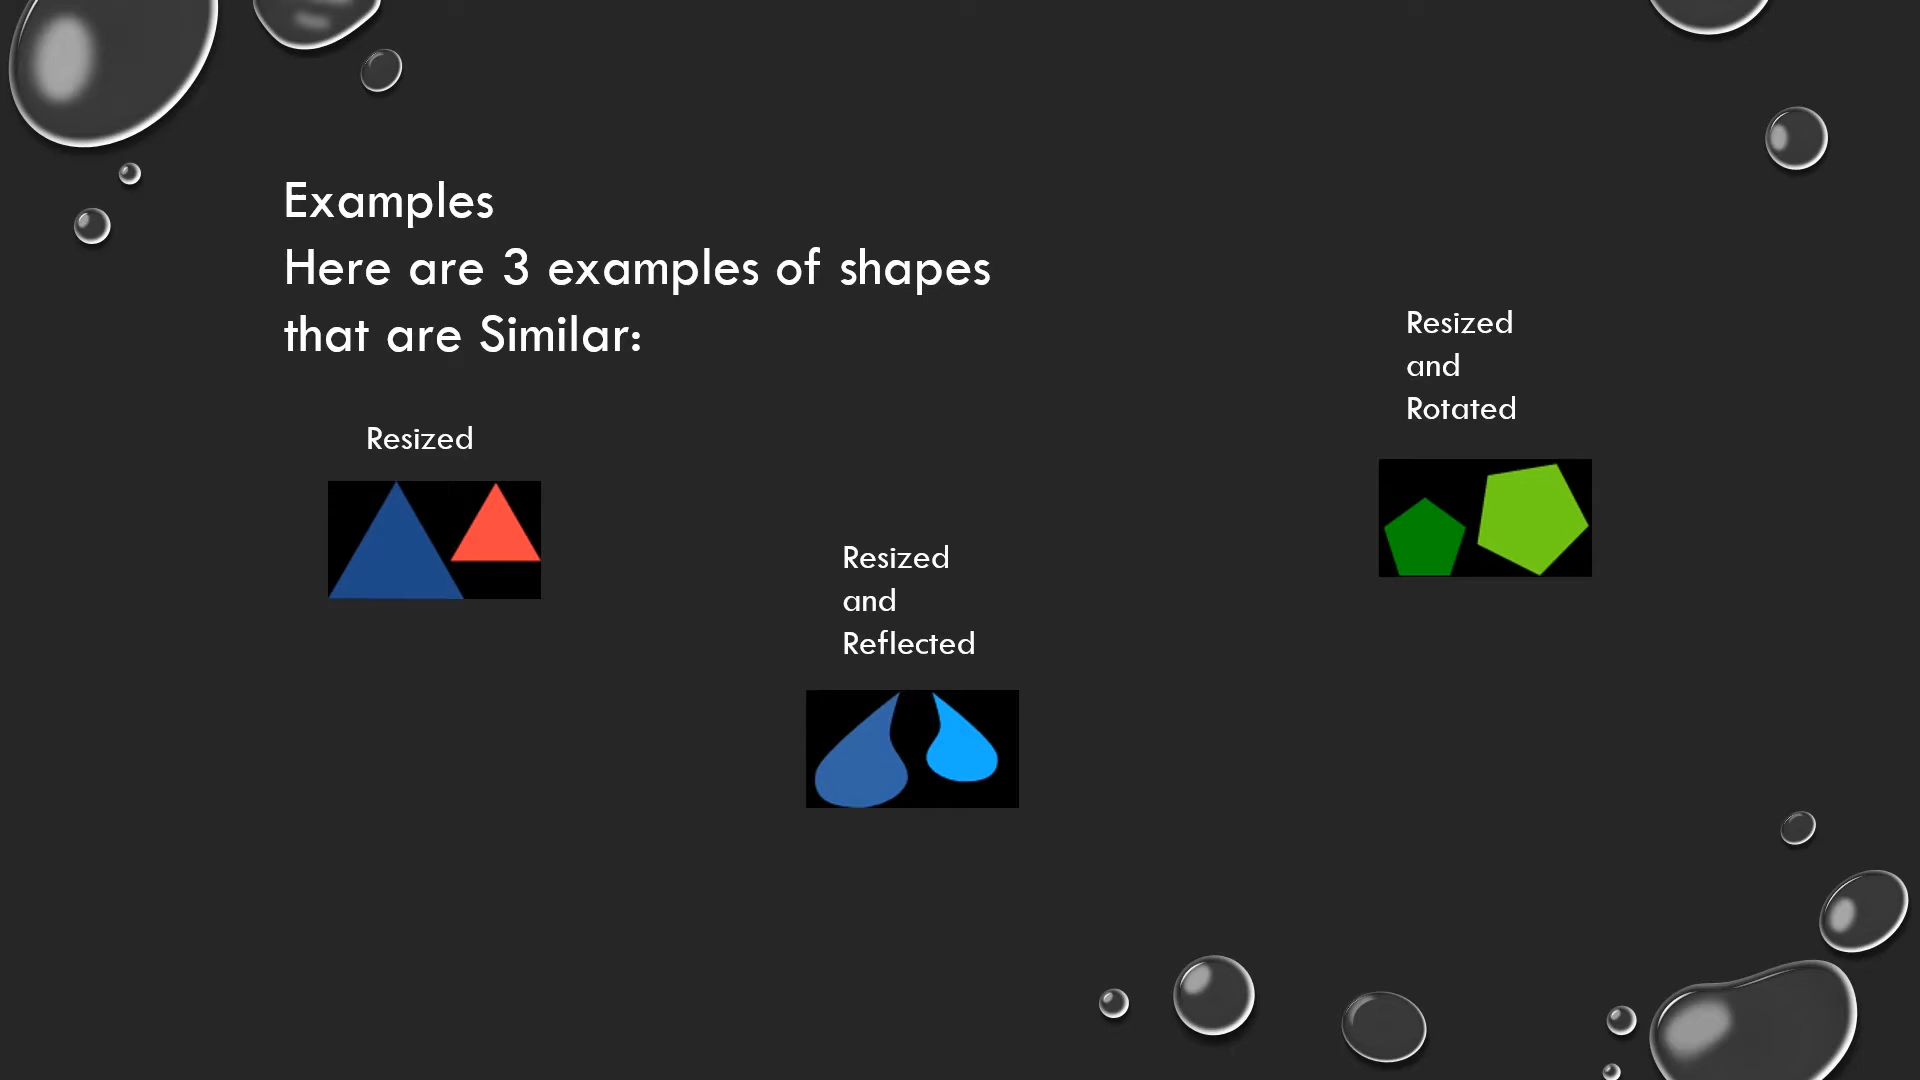 Examples
Here are 3 examples of shapes
that are Similar:
Resized
Resized
and
Reflected
Resized
and
Rotated